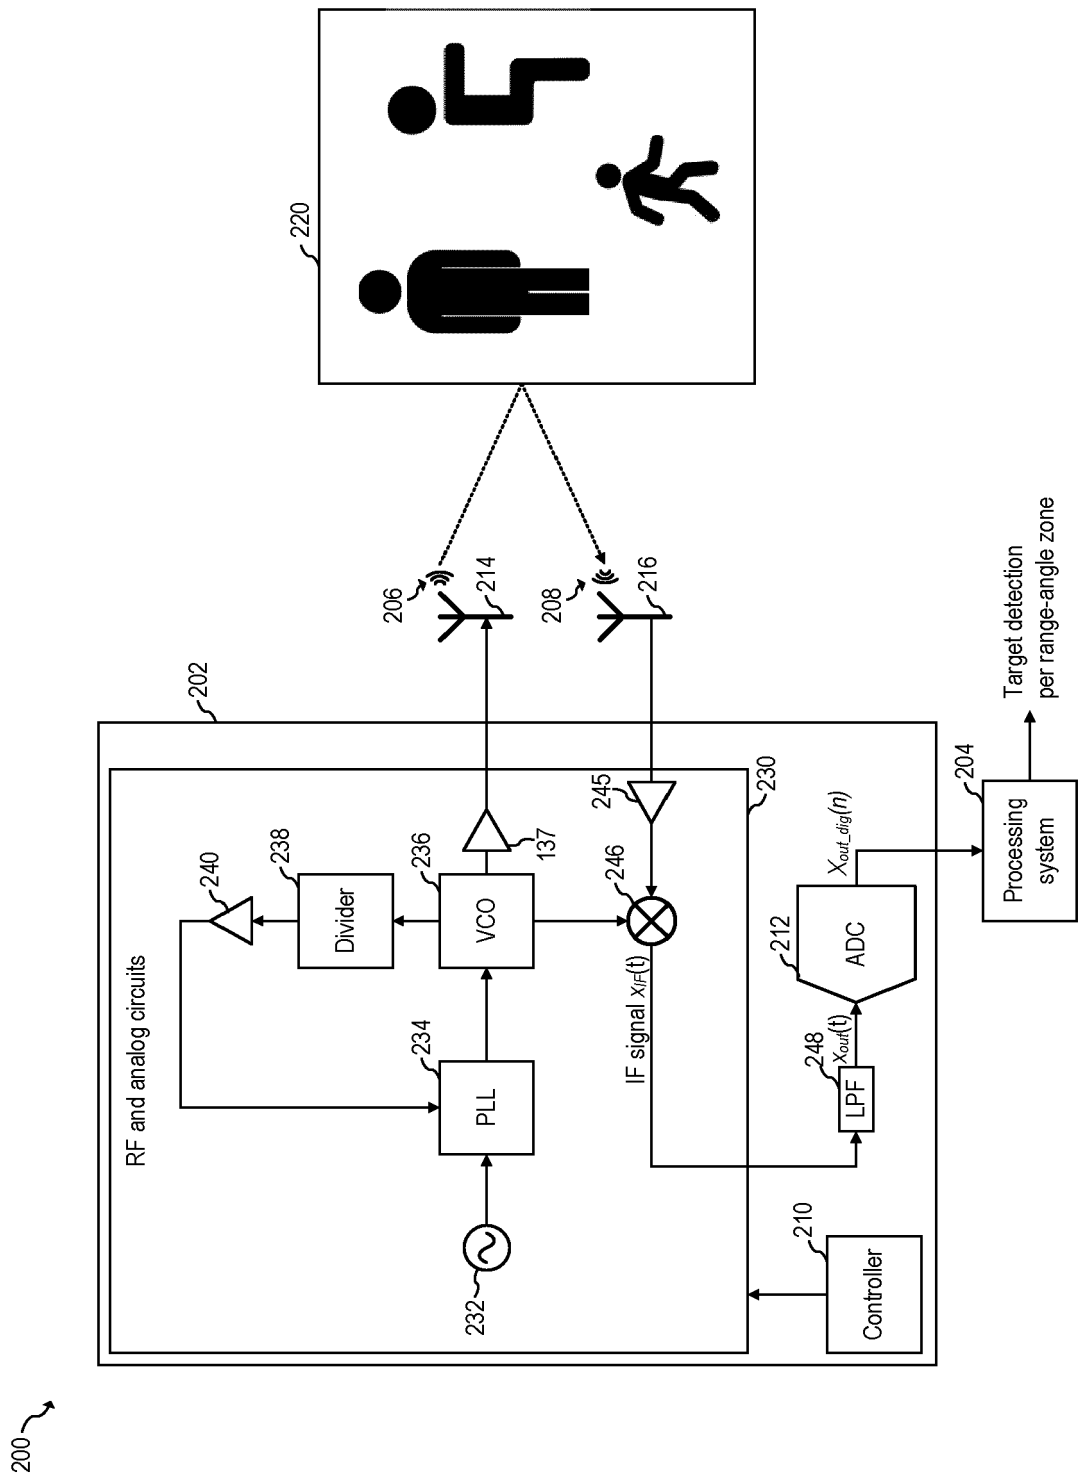 200
202
RF and analog circuits
240
238
Divider
232
234
PLL
236
VCO
137
206
214
220
IF signal x_IF(t)
246
245
208
216
230
210
Controller
248
LPF
x_out(t)
212
ADC
X_out_dig(n)
204
Processing
system
Target detection
per range-angle zone